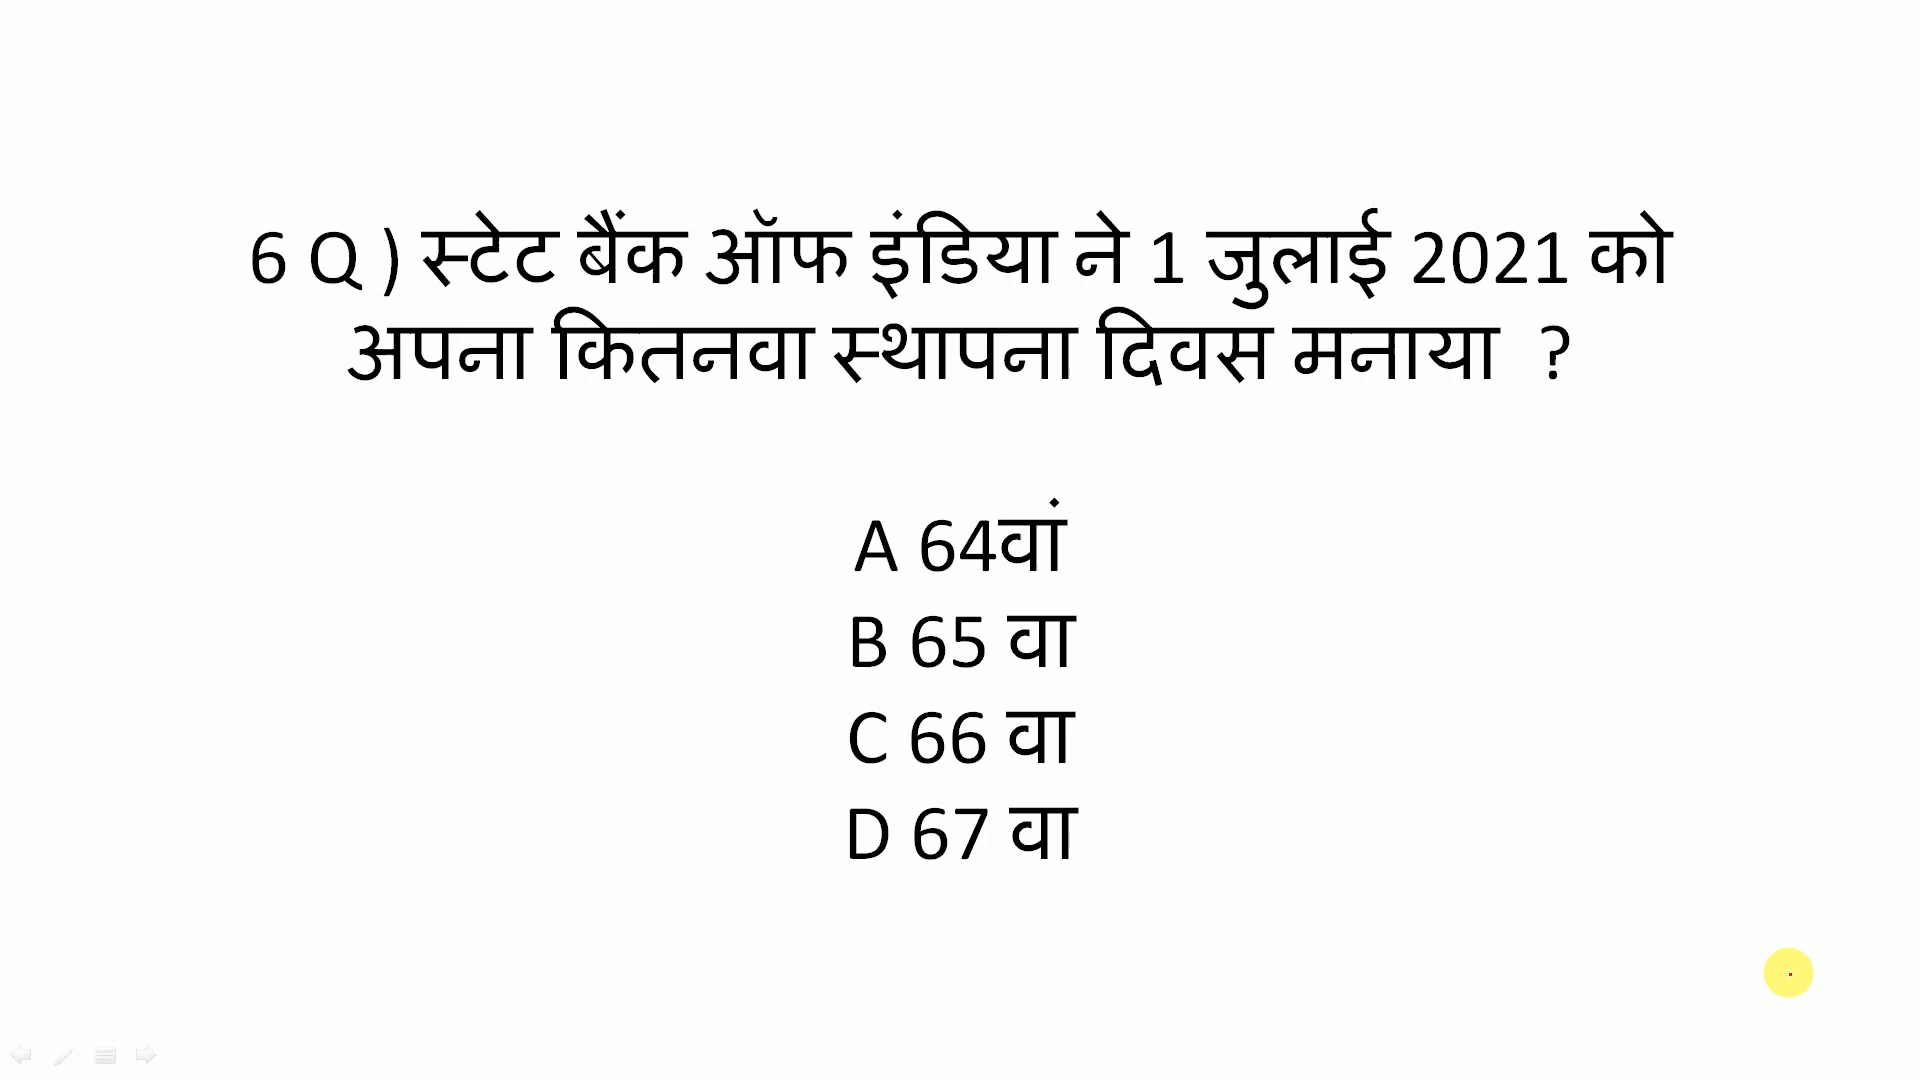 6 Q ) स्टेट बैंक ऑफ इंडिया ने 1 जुलाई 2021 को
अपना कितनवा स्थापना दिवस मनाया ?
A 64वां
B 65 वा
C 66 वा
D 67 वा